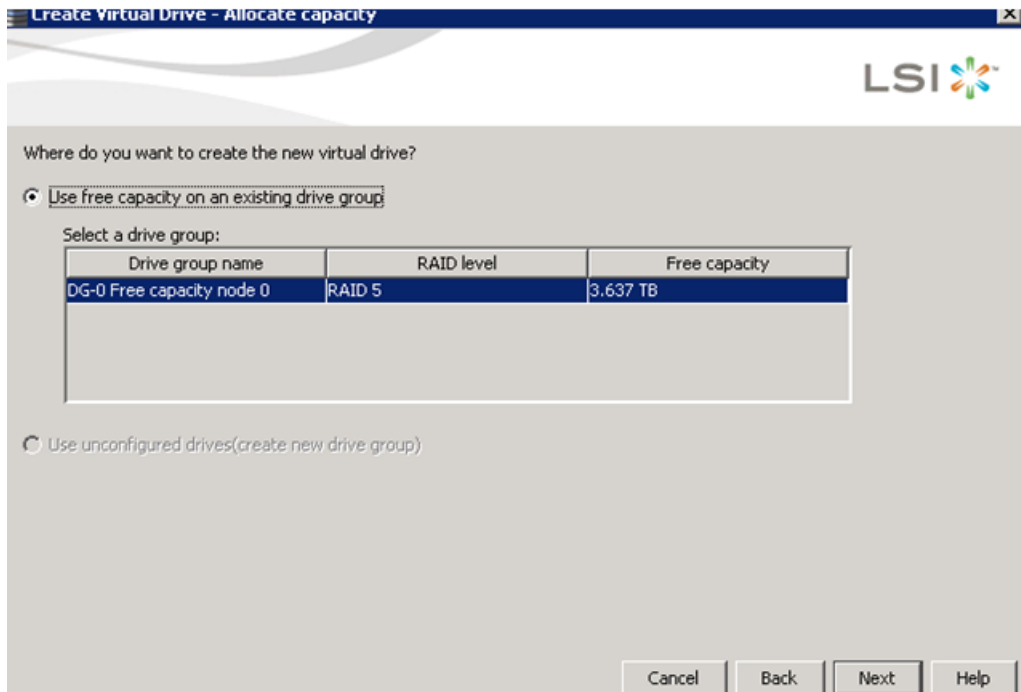 Create Virtual Drive - Allocate capacity
LSI
Where do you want to create the new virtual drive?
Use free capacity on an existing drive group
Select a drive group:
Drive group name RAID level Free capacity
DG-0 Free capacity node 0 RAID 5 3.637 TB
Use unconfigured drives(create new drive group)
Cancel Back Next Help